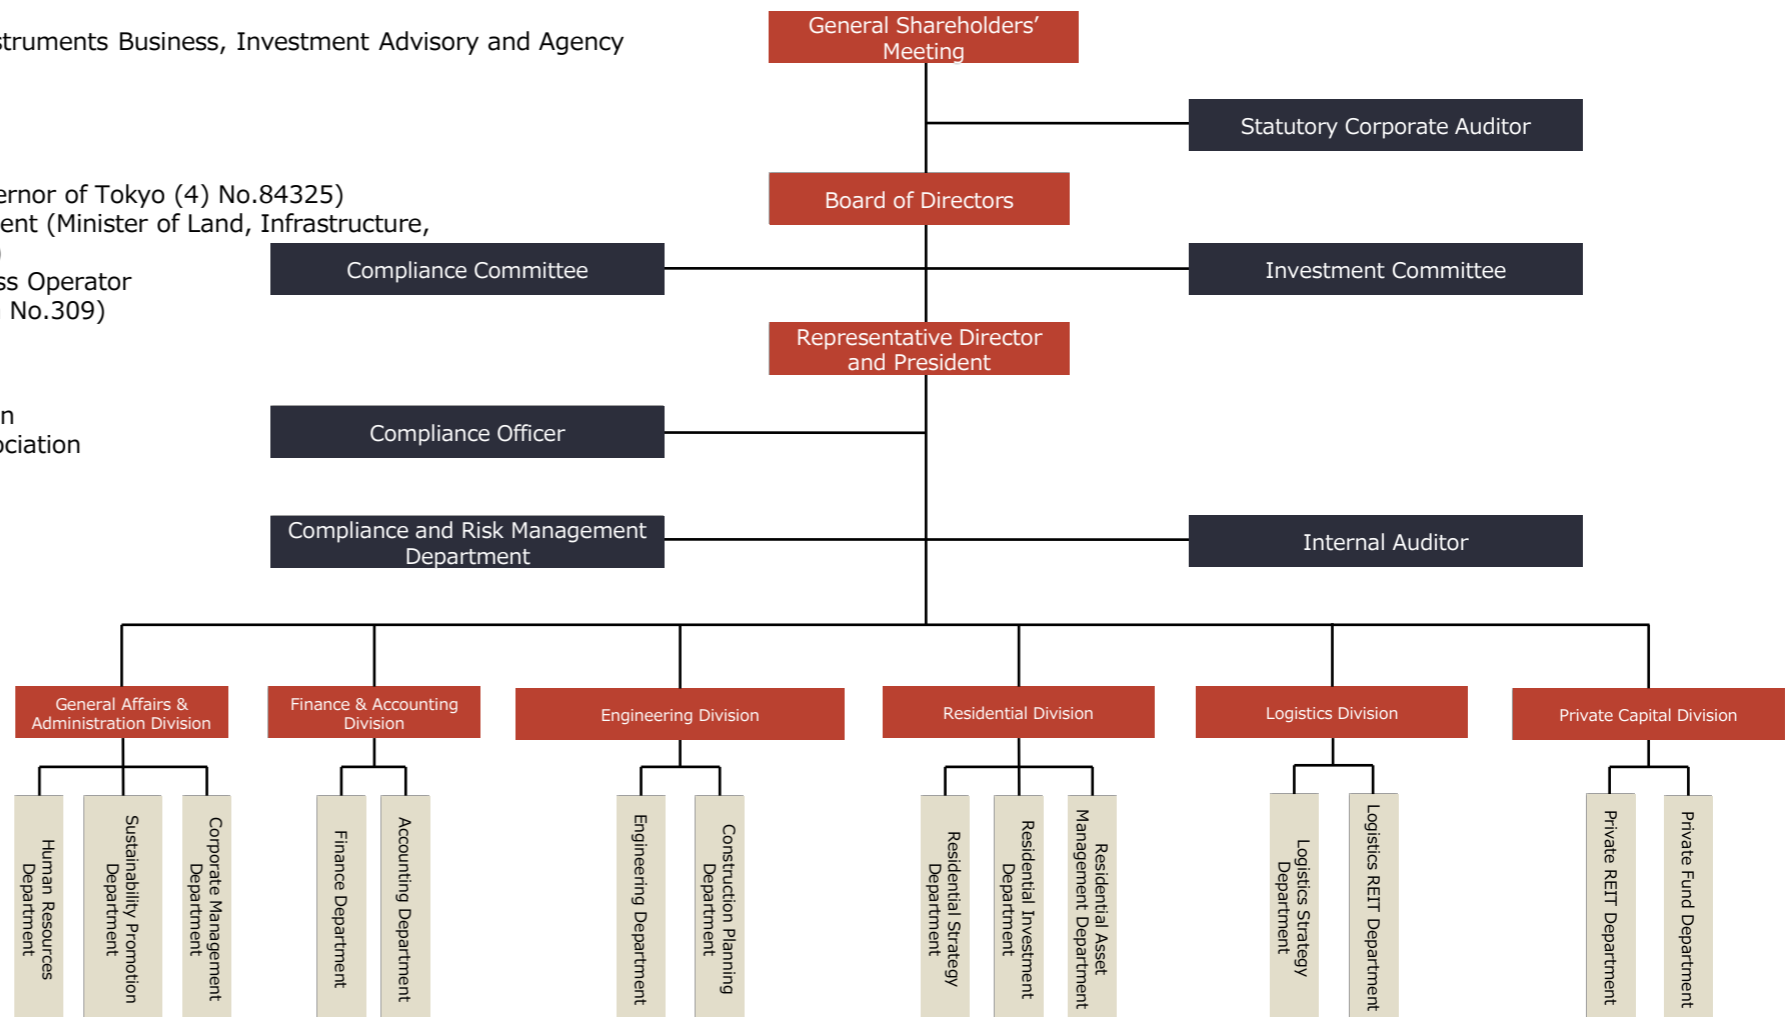 struments Business, Investment Advisory and Agency
ernor of Tokyo (4) No.84325)
ent (Minister of Land, Infrastructure,
)
ss Operator
No.309)
n
ociation
General Shareholders’
Meeting
Statutory Corporate Auditor
Board of Directors
Compliance Committee
Investment Committee
Representative Director
and President
Compliance Officer
Compliance and Risk Management
Department
Internal Auditor
General Affairs &
Administration Division
Finance & Accounting
Division
Engineering Division
Residential Division
Logistics Division
Private Capital Division
Human Resources
Department
Sustainability Promotion
Department
Corporate Management
Department
Finance Department
Accounting Department
Engineering Department
Construction Planning
Department
Residential Strategy
Department
Residential Investment
Department
Residential Asset
Management Department
Logistics Strategy
Department
Logistics REIT Department
Private REIT Department
Private Fund Department